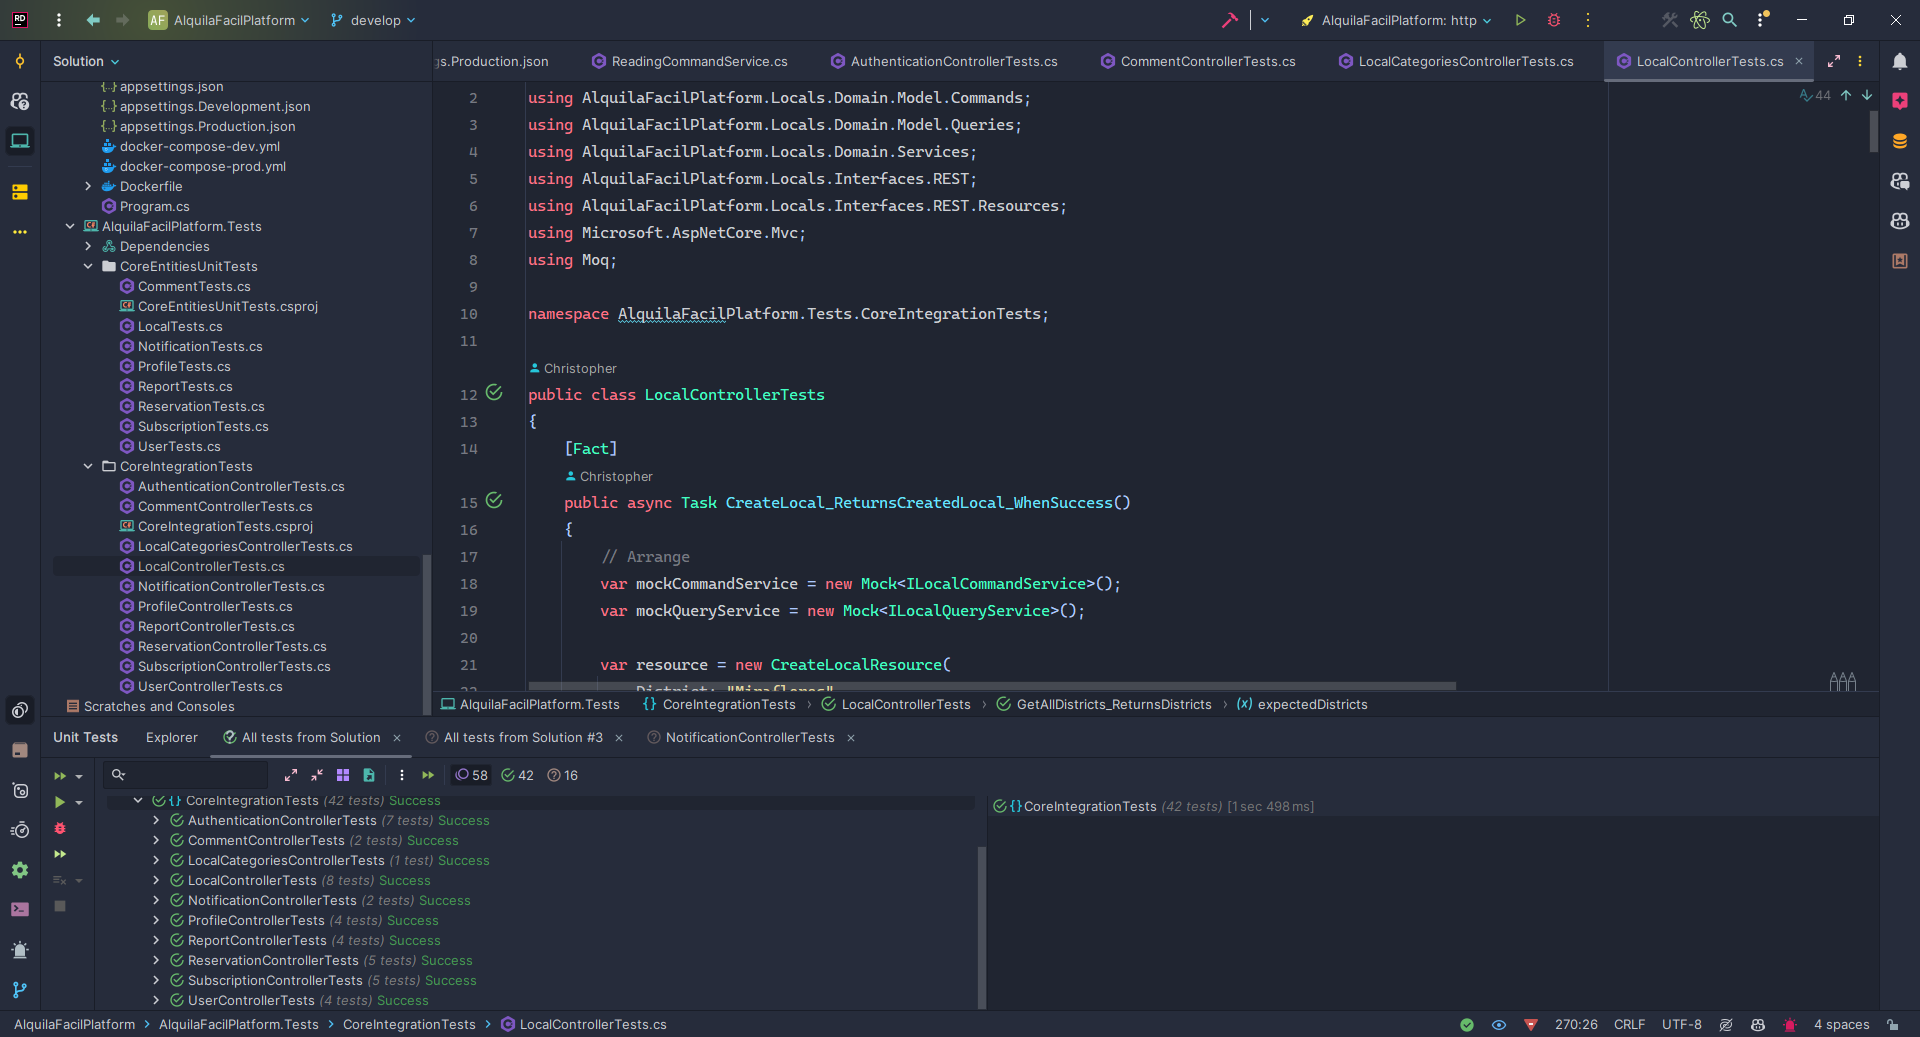 AF AlquilaFacilPlatform develop AlquilaFacilPlatform: http
Solution
appsettings.json
appsettings.Development.json
appsettings.Production.json
docker-compose-dev.yml
docker-compose-prod.yml
Dockerfile
Program.cs
AlquilaFacilPlatform.Tests
Dependencies
CoreEntitiesUnitTests
CommentTests.cs
CoreEntitiesUnitTests.csproj
LocalTests.cs
NotificationTests.cs
ProfileTests.cs
ReportTests.cs
ReservationTests.cs
SubscriptionTests.cs
UserTests.cs
CoreIntegrationTests
AuthenticationControllerTests.cs
CommentControllerTests.cs
CoreIntegrationTests.csproj
LocalCategoriesControllerTests.cs
LocalControllerTests.cs
NotificationControllerTests.cs
ProfileControllerTests.cs
ReportControllerTests.cs
ReservationControllerTests.cs
SubscriptionControllerTests.cs
UserControllerTests.cs
Scratches and Consoles
gs.Production.json ReadingCommandService.cs AuthenticationControllerTests.cs CommentControllerTests.cs LocalCategoriesControllerTests.cs LocalControllerTests.cs
44
2 using AlquilaFacilPlatform.Locals.Domain.Model.Commands;
3 using AlquilaFacilPlatform.Locals.Domain.Model.Queries;
4 using AlquilaFacilPlatform.Locals.Domain.Services;
5 using AlquilaFacilPlatform.Locals.Interfaces.REST;
6 using AlquilaFacilPlatform.Locals.Interfaces.REST.Resources;
7 using Microsoft.AspNetCore.Mvc;
8 using Moq;
9
10 namespace AlquilaFacilPlatform.Tests.CoreIntegrationTests;
11
Christopher
12 public class LocalControllerTests
13 {
14 [Fact]
Christopher
15 public async Task CreateLocal_ReturnsCreatedLocal_WhenSuccess()
16 {
17 // Arrange
18 var mockCommandService = new Mock<ILocalCommandService>();
19 var mockQueryService = new Mock<ILocalQueryService>();
20
21 var resource = new CreateLocalResource(
22 District: "Miraflores"
AlquilaFacilPlatform.Tests {} CoreIntegrationTests › LocalControllerTests › GetAllDistricts_ReturnsDistricts › (x) expectedDistricts
Unit Tests Explorer All tests from Solution All tests from Solution #3 NotificationControllerTests
58 42 16
CoreIntegrationTests (42 tests) Success
AuthenticationControllerTests (7 tests) Success
CommentControllerTests (2 tests) Success
LocalCategoriesControllerTests (1 test) Success
LocalControllerTests (8 tests) Success
NotificationControllerTests (2 tests) Success
ProfileControllerTests (4 tests) Success
ReportControllerTests (4 tests) Success
ReservationControllerTests (5 tests) Success
SubscriptionControllerTests (5 tests) Success
UserControllerTests (4 tests) Success
{} CoreIntegrationTests (42 tests) [1 sec 498 ms]
AlquilaFacilPlatform › AlquilaFacilPlatform.Tests › CoreIntegrationTests › LocalControllerTests.cs
270:26 CRLF UTF-8 4 spaces